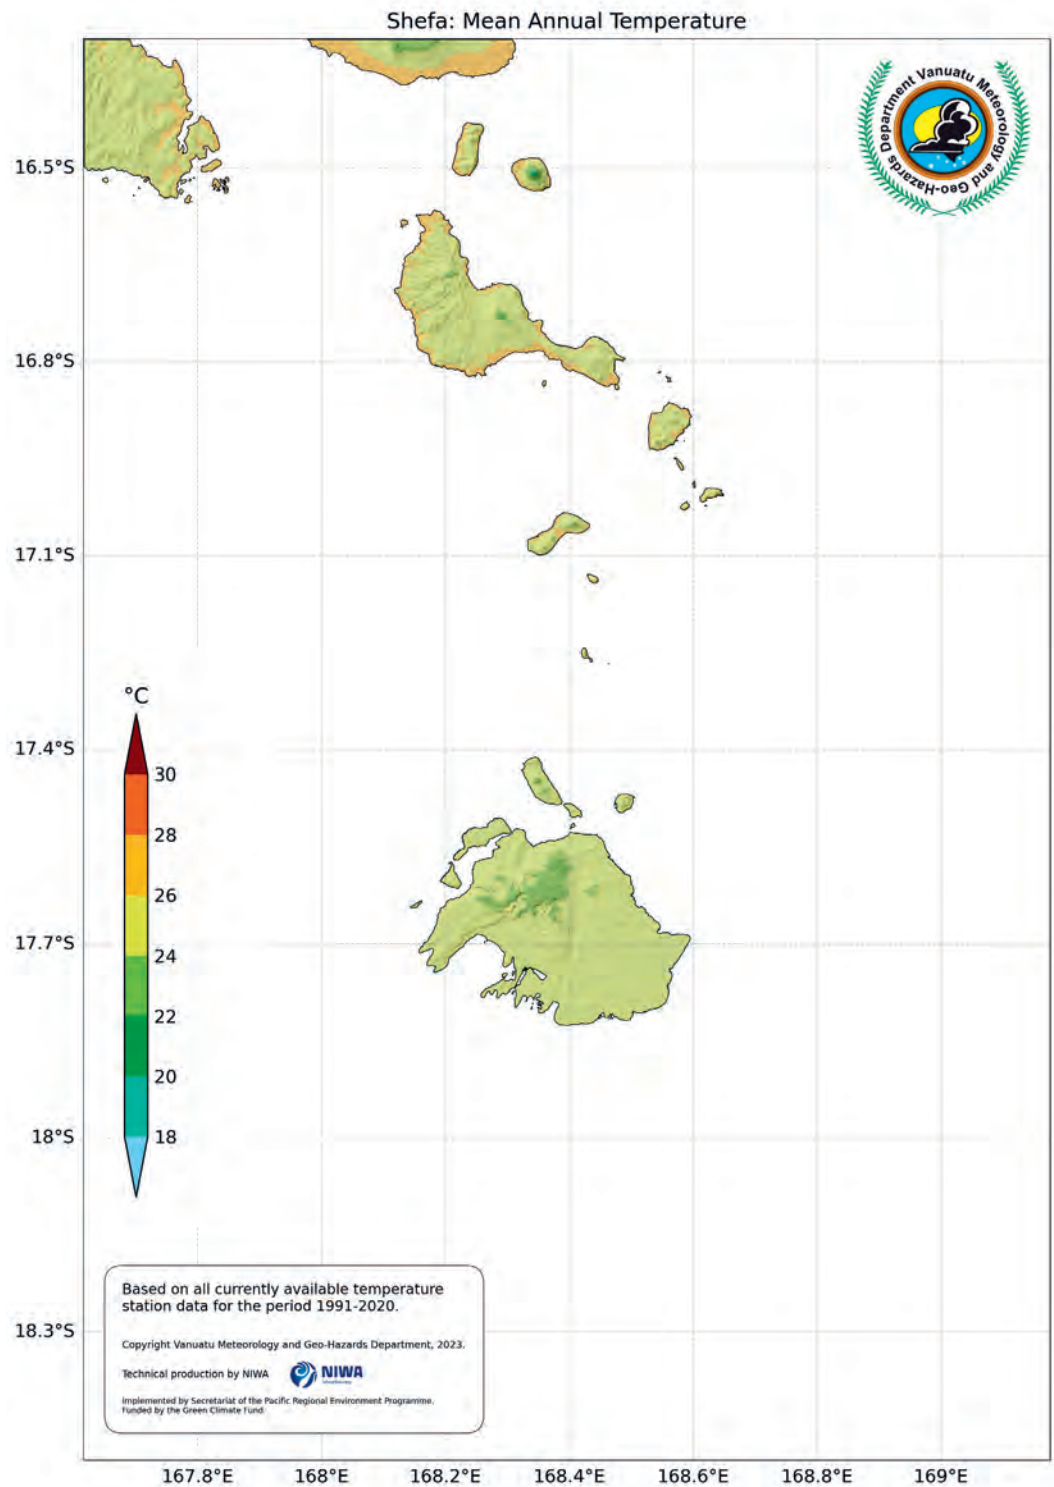 Shefa: Mean Annual Temperature
Vanuatu Meteorology and Geo-Hazards Department
16.5°S
16.8°S
17.1°S
17.4°S
17.7°S
18°S
18.3°S
°C
30
28
26
24
22
20
18
Based on all currently available temperature
station data for the period 1991-2020.
Copyright Vanuatu Meteorology and Geo-Hazards Department, 2023.
Technical production by NIWA
NIWA
Implemented by Secretariat of the Pacific Regional Environment Programme.
Funded by the Green Climate Fund.
167.8°E
168°E
168.2°E
168.4°E
168.6°E
168.8°E
169°E